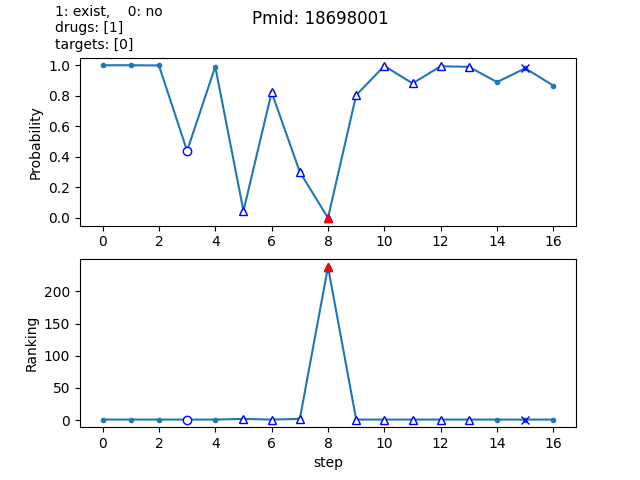 1: exist,    0: no
Pmid: 18698001
drugs: [1]
targets: [0]
1.0
0.8
0.6
0.4
0.2
0.0
Probability
0 2 4 6 8 10 12 14 16
200
150
100
50
0
Ranking
0 2 4 6 8 10 12 14 16
step